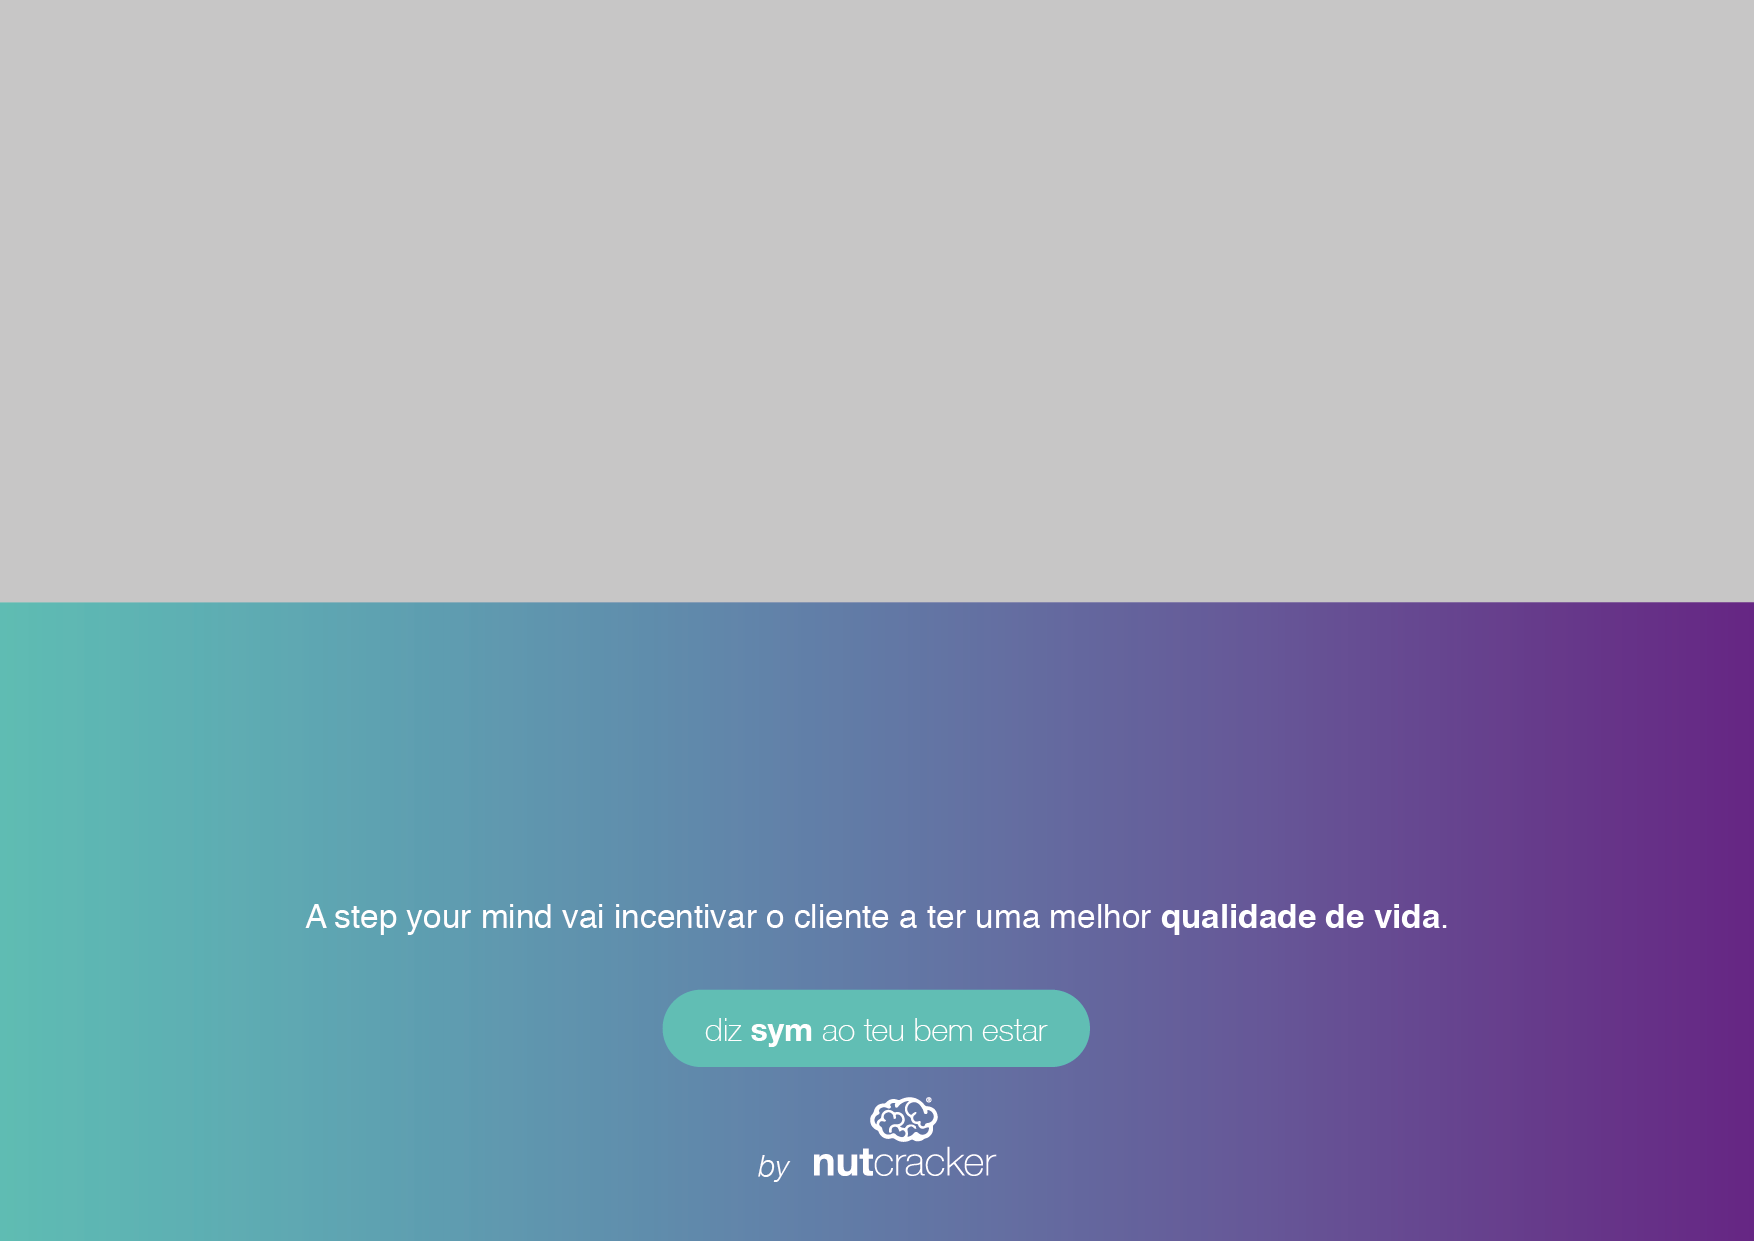 A step your mind vai incentivar o cliente a ter uma melhor qualidade de vida.
diz sym ao teu bem estar
®
by nutcracker